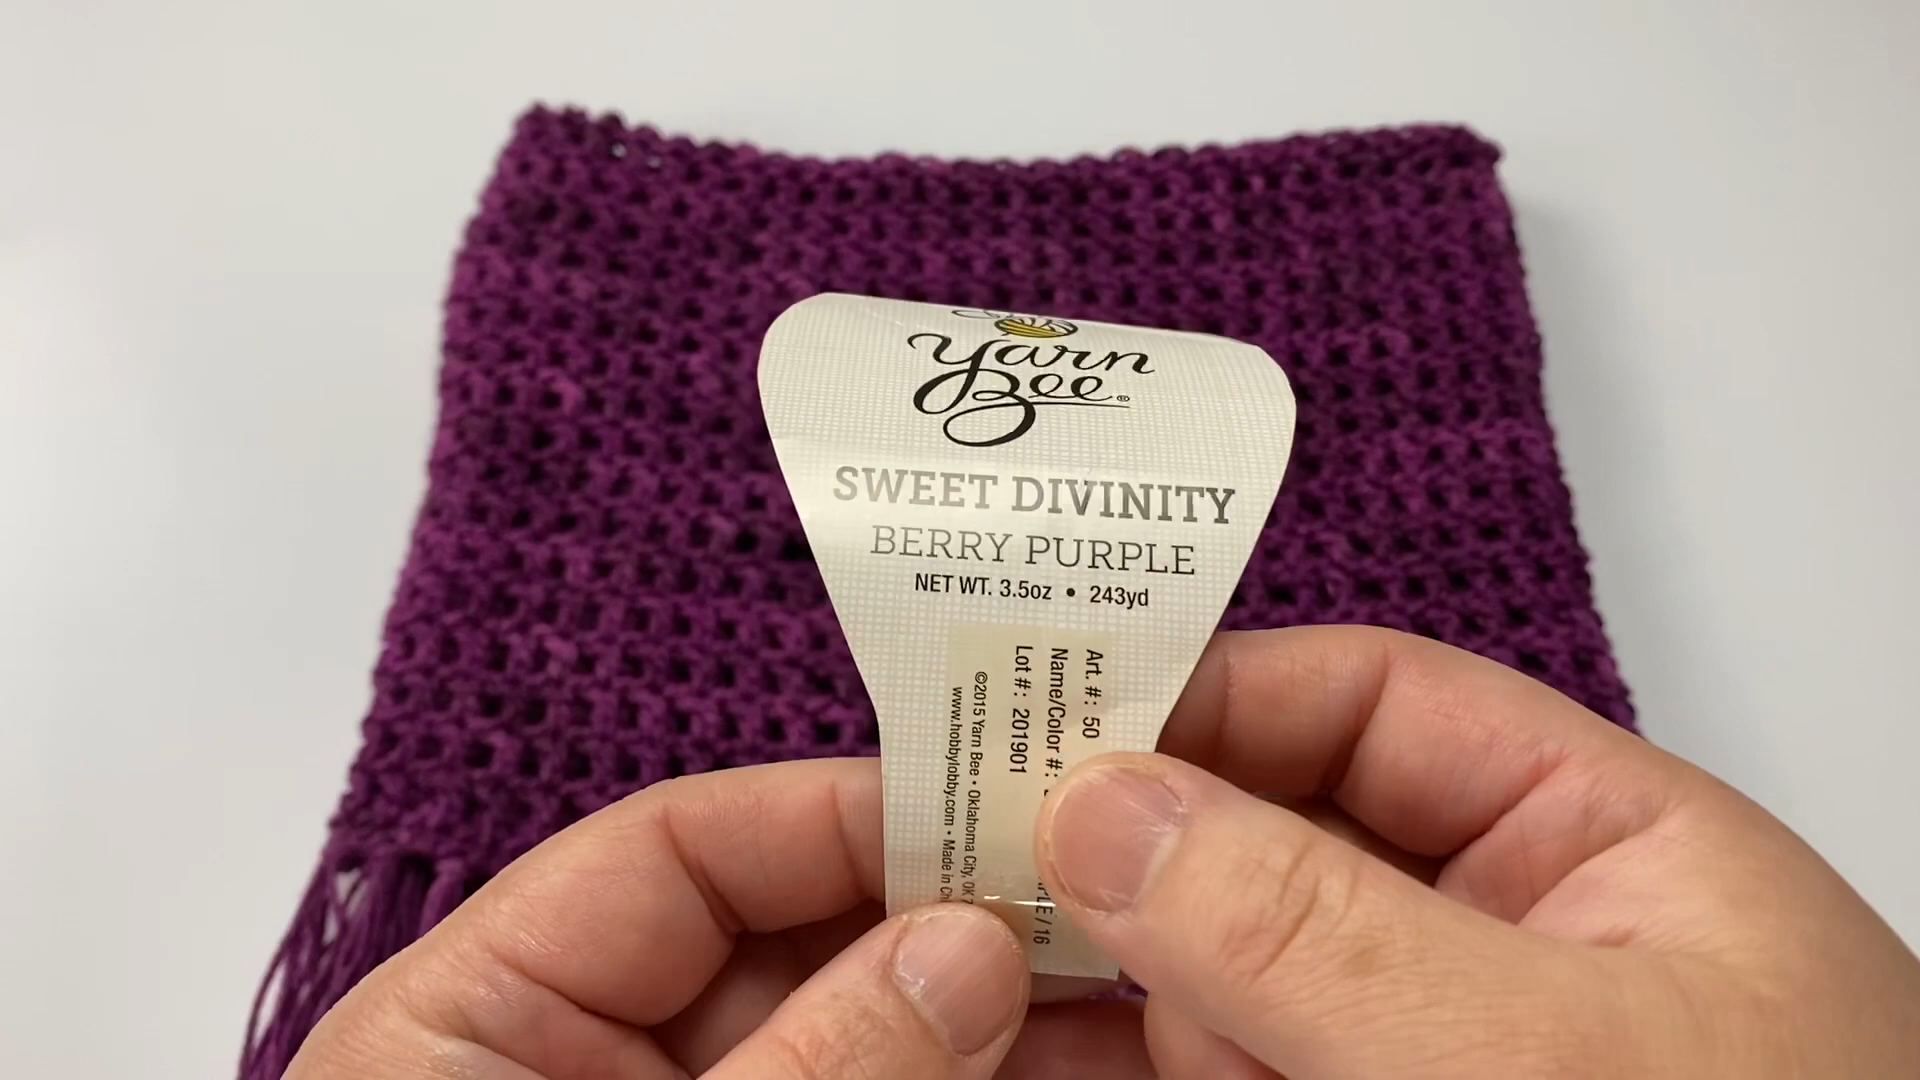 Yarn
Bee®
SWEET DIVINITY
BERRY PURPLE
NET WT. 3.5oz • 243yd
Art. #: 50
Name/Color #:
/ 16
Lot #: 201901
©2015 Yarn Bee • Oklahoma City, OK
www.hobbylobby.com • Made in